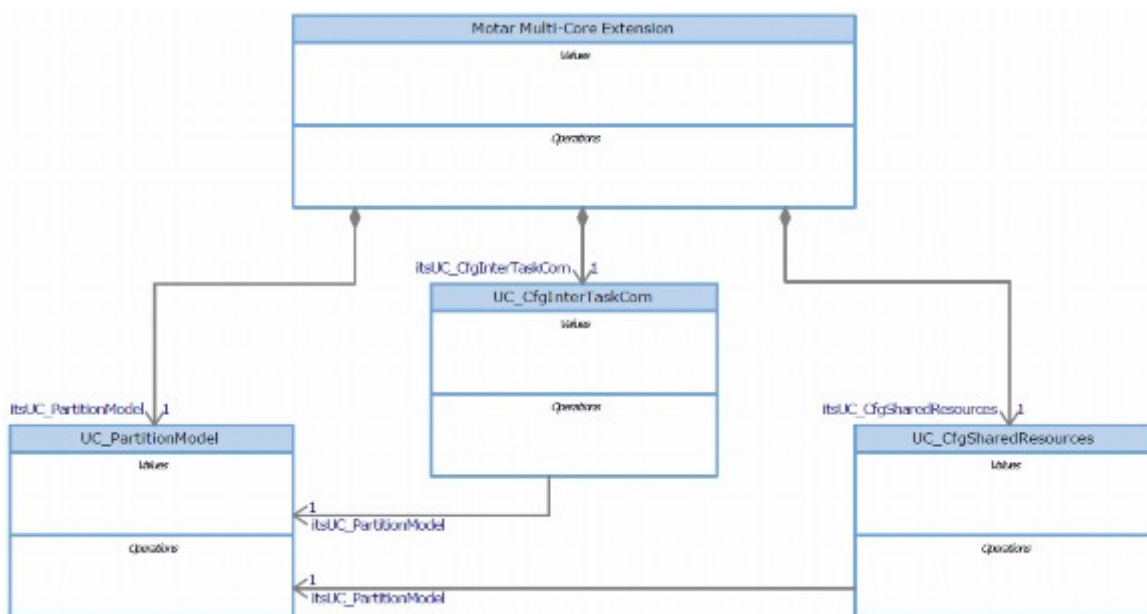 Motar Multi-Core Extension
Values
Operations
itsUC_CfgInterTaskCom 1
UC_CfgInterTaskCom
Values
Operations
itsUC_PartitionModel 1
UC_PartitionModel
Values
Operations
itsUC_CfgSharedResources 1
UC_CfgSharedResources
Values
Operations
1
itsUC_PartitionModel
1
itsUC_PartitionModel